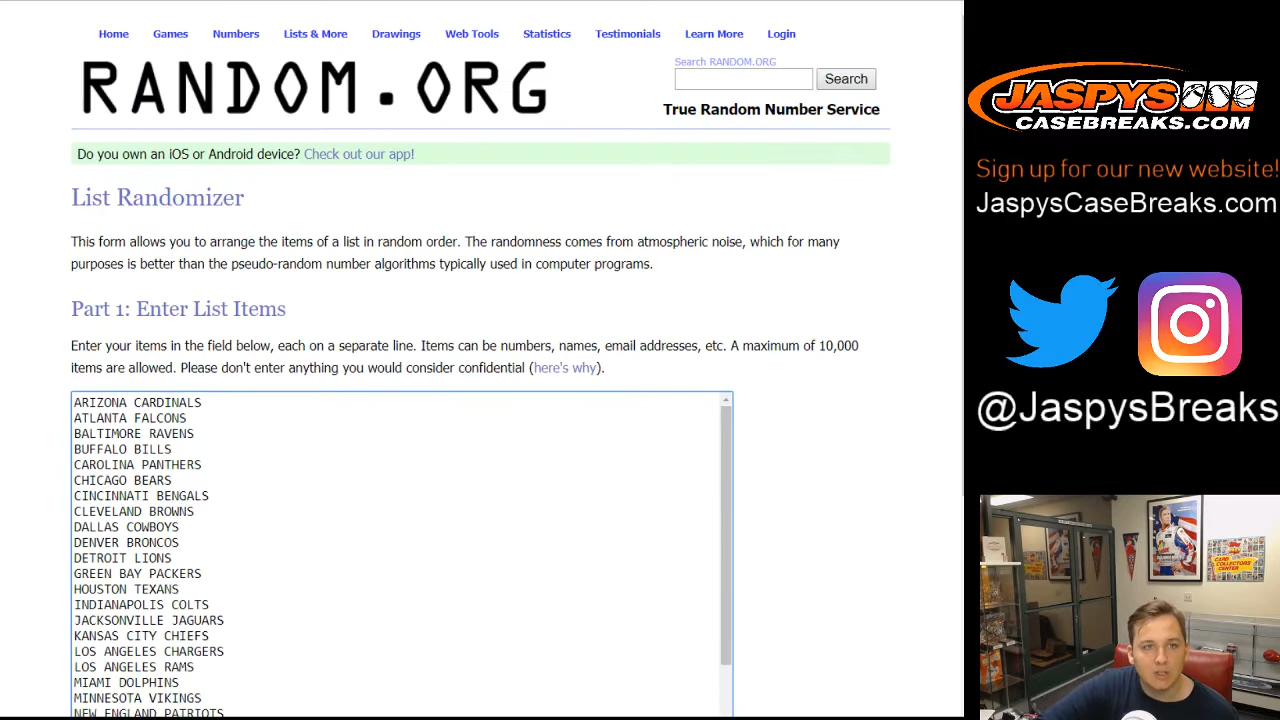 Home Games Numbers Lists & More Drawings Web Tools Statistics Testimonials Learn More Login
RANDOM.ORG
Search RANDOM.ORG
Search
True Random Number Service
Do you own an iOS or Android device? Check out our app!
List Randomizer
This form allows you to arrange the items of a list in random order. The randomness comes from atmospheric noise, which for many
purposes is better than the pseudo-random number algorithms typically used in computer programs.
Part 1: Enter List Items
Enter your items in the field below, each on a separate line. Items can be numbers, names, email addresses, etc. A maximum of 10,000
items are allowed. Please don't enter anything you would consider confidential (here's why).
ARIZONA CARDINALS
ATLANTA FALCONS
BALTIMORE RAVENS
BUFFALO BILLS
CAROLINA PANTHERS
CHICAGO BEARS
CINCINNATI BENGALS
CLEVELAND BROWNS
DALLAS COWBOYS
DENVER BRONCOS
DETROIT LIONS
GREEN BAY PACKERS
HOUSTON TEXANS
INDIANAPOLIS COLTS
JACKSONVILLE JAGUARS
KANSAS CITY CHIEFS
LOS ANGELES CHARGERS
LOS ANGELES RAMS
MIAMI DOLPHINS
MINNESOTA VIKINGS
NEW ENGLAND PATRIOTS
JASPYS
CASEBREAKS.COM
Sign up for our new website!
JaspysCaseBreaks.com
@JaspysBreaks